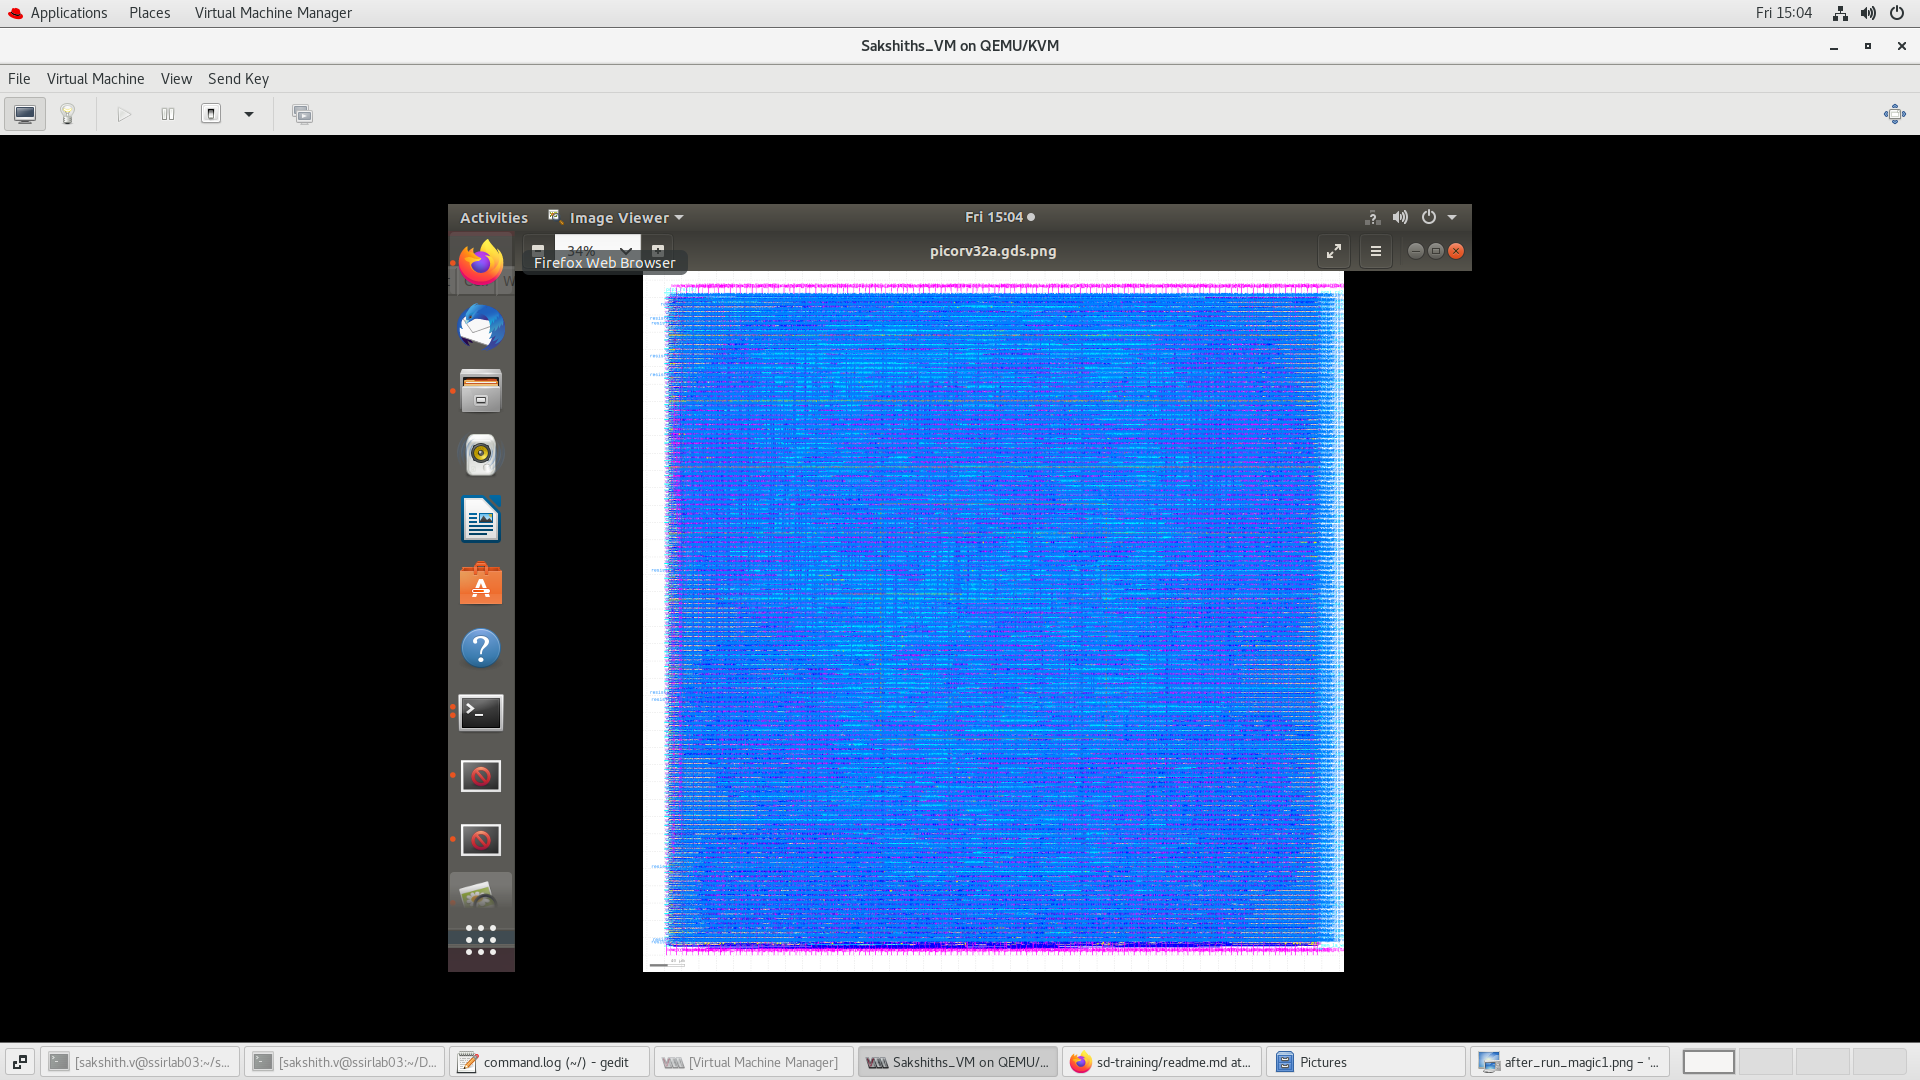 Applications Places Virtual Machine Manager Fri 15:04
Sakshiths_VM on QEMU/KVM
File Virtual Machine View Send Key
Activities Image Viewer Fri 15:04
34% picorv32a.gds.png
Firefox Web Browser
[sakshith.v@ssirlab03:~/s... [sakshith.v@ssirlab03:~/D... command.log (~/) - gedit [Virtual Machine Manager] Sakshiths_VM on QEMU/... sd-training/readme.md at... Pictures after_run_magic1.png – '...